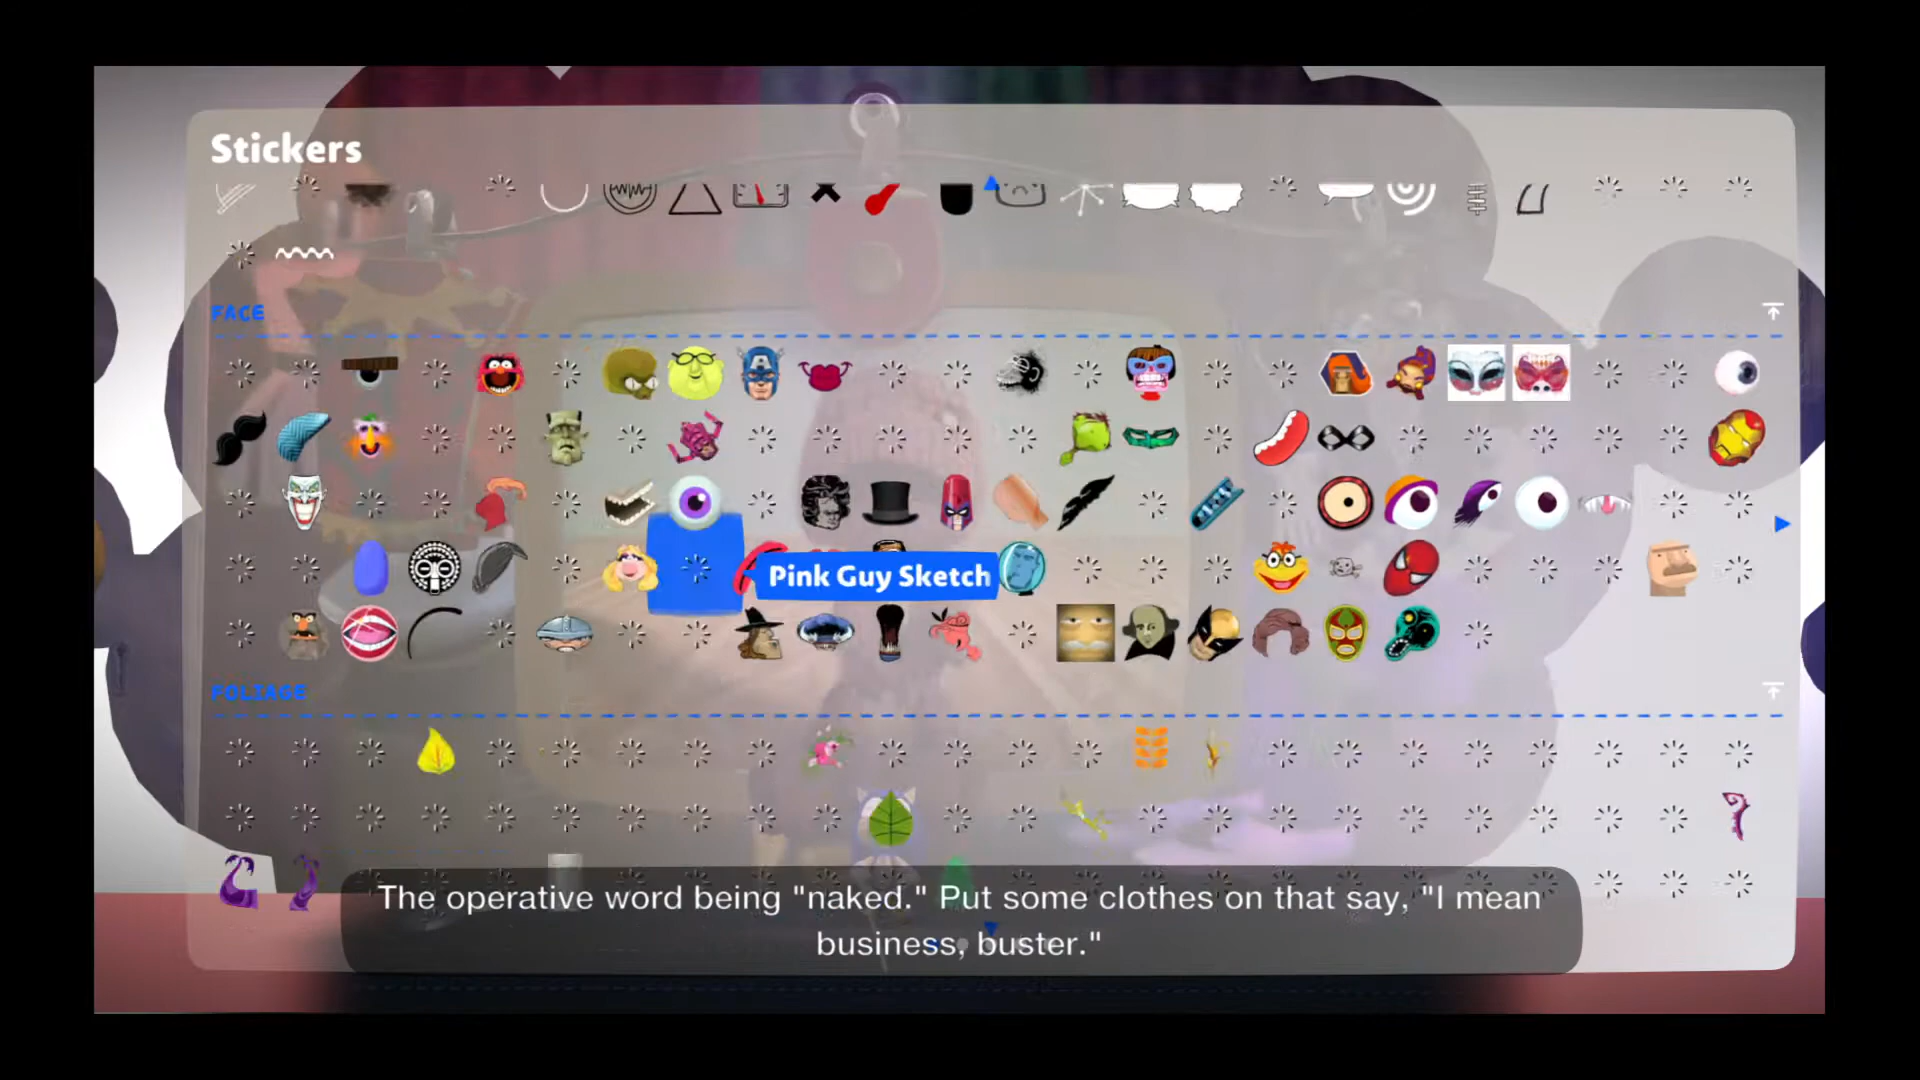 Stickers
FACE
Pink Guy Sketch
FOLIAGE
The operative word being "naked." Put some clothes on that say, "I mean
business, buster."